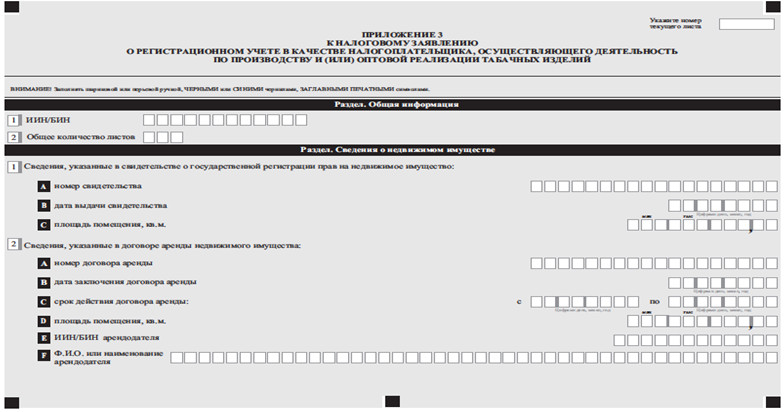 Укажите номер
текущего листа
ПРИЛОЖЕНИЕ 3
К НАЛОГОВОМУ ЗАЯВЛЕНИЮ
О РЕГИСТРАЦИОННОМ УЧЕТЕ В КАЧЕСТВЕ НАЛОГОПЛАТЕЛЬЩИКА, ОСУЩЕСТВЛЯЮЩЕГО ДЕЯТЕЛЬНОСТЬ
ПО ПРОИЗВОДСТВУ И (ИЛИ) ОПТОВОЙ РЕАЛИЗАЦИИ ТАБАЧНЫХ ИЗДЕЛИЙ
ВНИМАНИЕ! Заполнять шариковой или перьевой ручкой, ЧЕРНЫМИ или СИНИМИ чернилами, ЗАГЛАВНЫМИ ПЕЧАТНЫМИ символами.
Раздел. Общая информация
1 ИИН/БИН
2 Общее количество листов
Раздел. Сведения о недвижимом имуществе
1 Сведения, указанные в свидетельстве о государственной регистрации прав на недвижимое имущество:
A номер свидетельства
B дата выдачи свидетельства
Цифрами день, месяц, год
C площадь помещения, кв.м.
млн тыс
2 Сведения, указанные в договоре аренды недвижимого имущества:
A номер договора аренды
B дата заключения договора аренды
Цифрами день, месяц, год
C срок действия договора аренды: с по
Цифрами день, месяц, год Цифрами день, месяц, год
D площадь помещения, кв.м.
млн тыс
E ИИН/БИН арендодателя
F Ф.И.О. или наименование
арендодателя